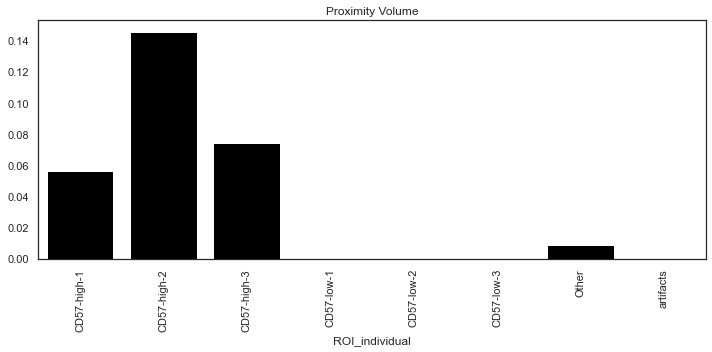 Proximity Volume
0.14
0.12
0.10
0.08
0.06
0.04
0.02
0.00
CD57-high-1
CD57-high-2
CD57-high-3
CD57-low-1
CD57-low-2
CD57-low-3
Other
artifacts
ROI_individual